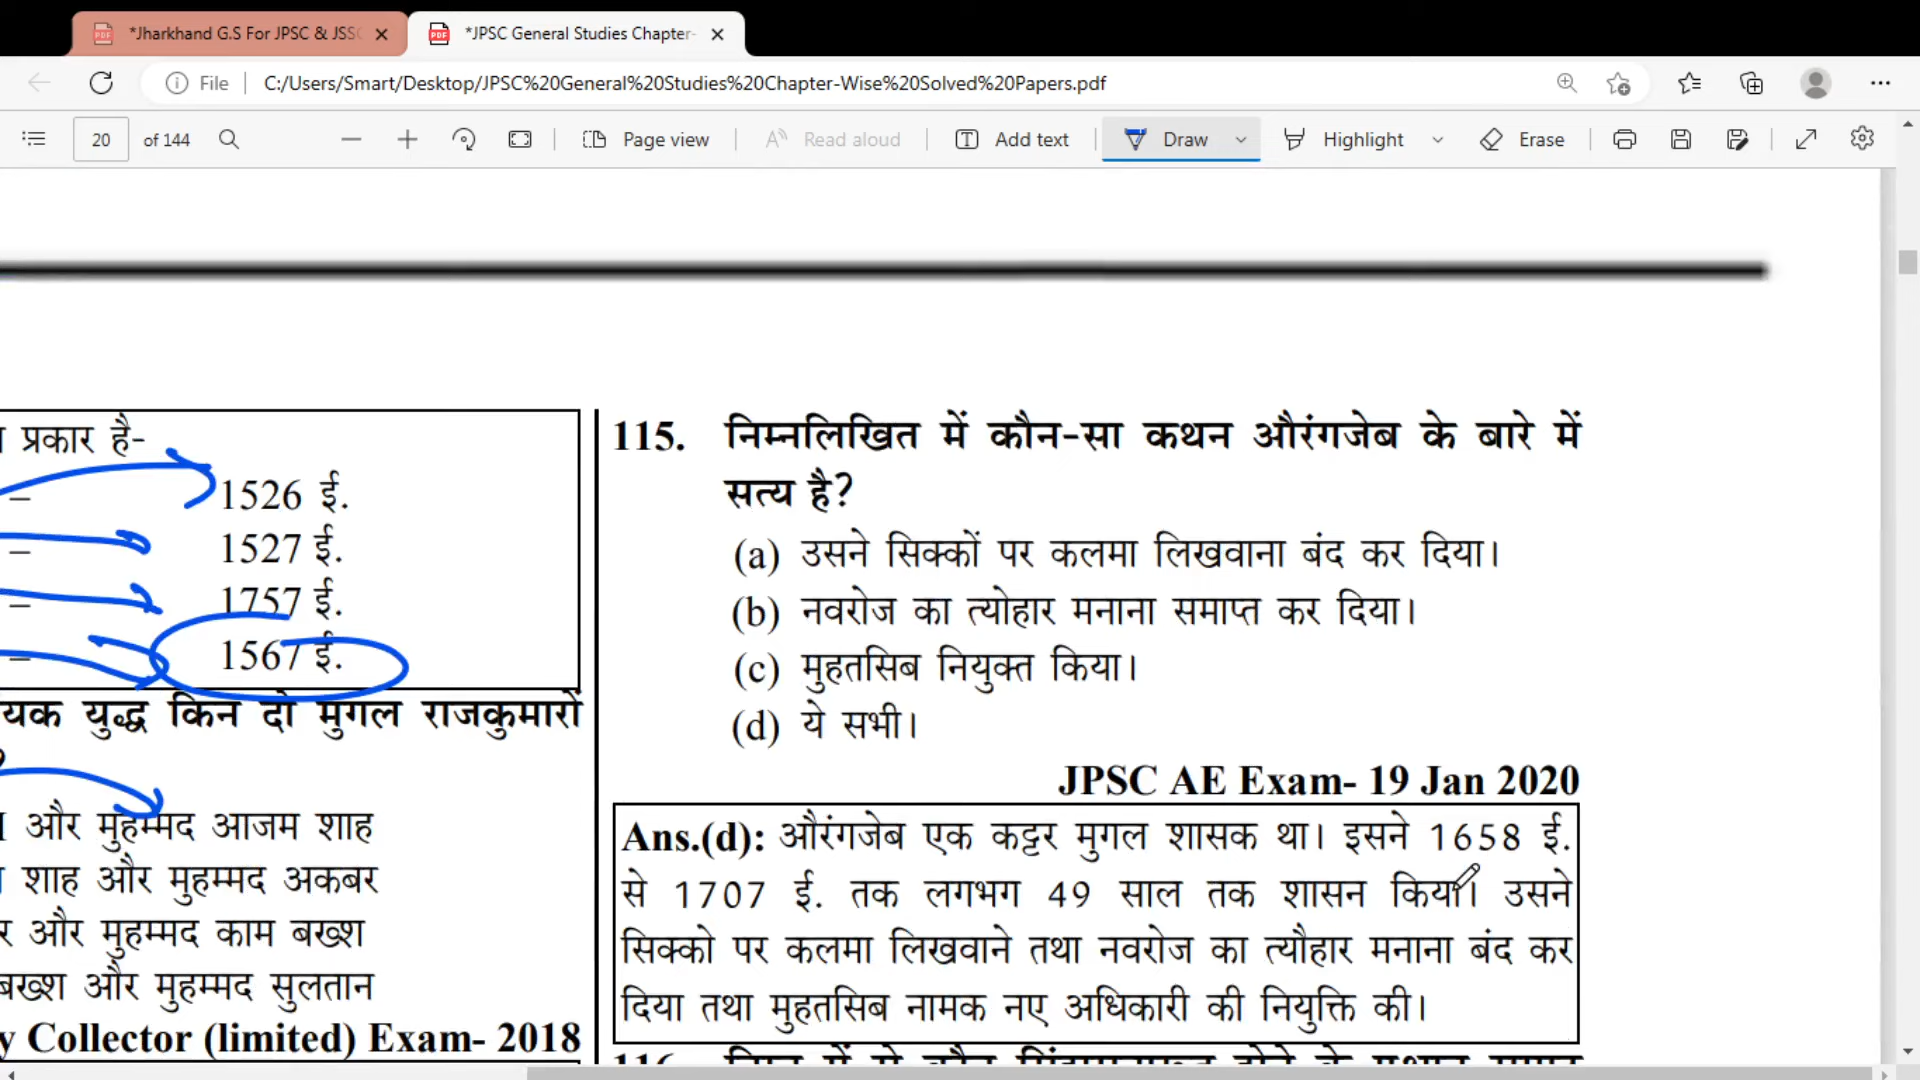 *Jharkhand G.S For JPSC & JSSC
*JPSC General Studies Chapter-
File
C:/Users/Smart/Desktop/JPSC%20General%20Studies%20Chapter-Wise%20Solved%20Papers.pdf
20 of 144
Page view
Read aloud
Add text
Draw
Highlight
Erase
प्रकार है-
– 1526 ई.
– 1527 ई.
– 1757 ई.
– 1567 ई.
युद्ध किन दो मुगल राजकुमारों
और मुहम्मद आजम शाह
शाह और मुहम्मद अकबर
और मुहम्मद काम बख्श
बख्श और मुहम्मद सुलतान
Collector (limited) Exam- 2018
115. निम्नलिखित में कौन-सा कथन औरंगजेब के बारे में
सत्य है?
(a) उसने सिक्कों पर कलमा लिखवाना बंद कर दिया।
(b) नवरोज का त्योहार मनाना समाप्त कर दिया।
(c) मुहतसिब नियुक्त किया।
(d) ये सभी।
JPSC AE Exam- 19 Jan 2020
Ans.(d): औरंगजेब एक कट्टर मुगल शासक था। इसने 1658 ई.
से 1707 ई. तक लगभग 49 साल तक शासन किया। उसने
सिक्को पर कलमा लिखवाने तथा नवरोज का त्यौहार मनाना बंद कर
दिया तथा मुहतसिब नामक नए अधिकारी की नियुक्ति की।